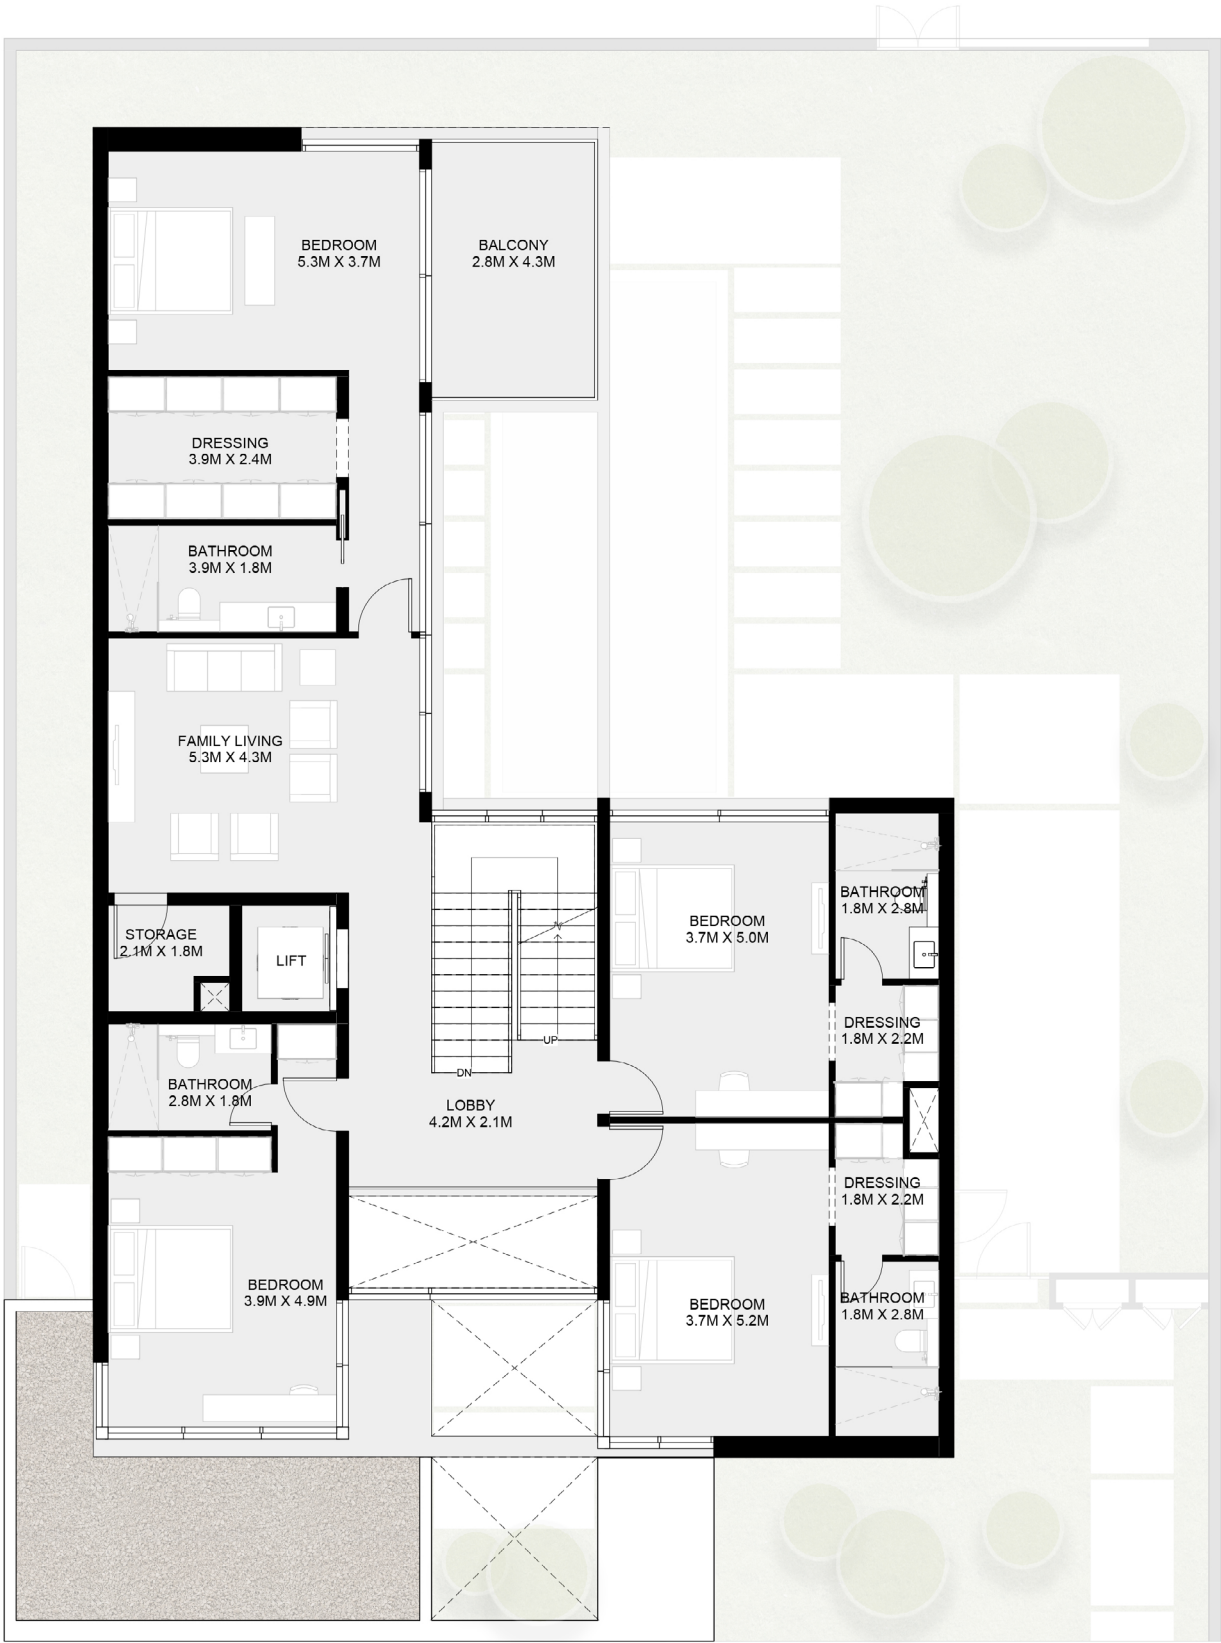 BEDROOM
5.3M X 3.7M
BALCONY
2.8M X 4.3M
DRESSING
3.9M X 2.4M
BATHROOM
3.9M X 1.8M
FAMILY LIVING
5.3M X 4.3M
BATHROOM
1.8M X 2.8M
BEDROOM
3.7M X 5.0M
STORAGE
2.1M X 1.8M
LIFT
DRESSING
1.8M X 2.2M
UP
DN
BATHROOM
2.8M X 1.8M
LOBBY
4.2M X 2.1M
DRESSING
1.8M X 2.2M
BEDROOM
3.9M X 4.9M
BEDROOM
3.7M X 5.2M
BATHROOM
1.8M X 2.8M